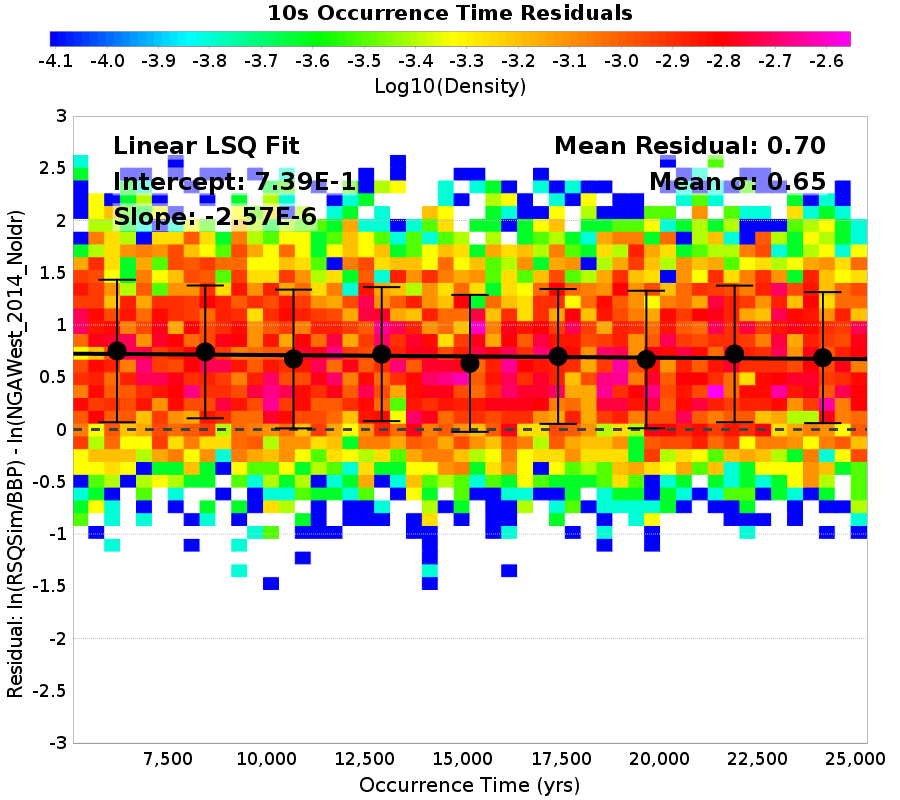 10s Occurrence Time Residuals
-4.1 -4.0 -3.9 -3.8 -3.7 -3.6 -3.5 -3.4 -3.3 -3.2 -3.1 -3.0 -2.9 -2.8 -2.7 -2.6
Log10(Density)
Linear LSQ Fit
Intercept: 7.39E-1
Slope: -2.57E-6
Mean Residual: 0.70
Mean σ: 0.65
Residual: ln(RSQSim/BBP) - ln(NGAWest_2014_NoIdr)
3
2.5
2
1.5
1
0.5
0
-0.5
-1
-1.5
-2
-2.5
-3
7,500 10,000 12,500 15,000 17,500 20,000 22,500 25,000
Occurrence Time (yrs)